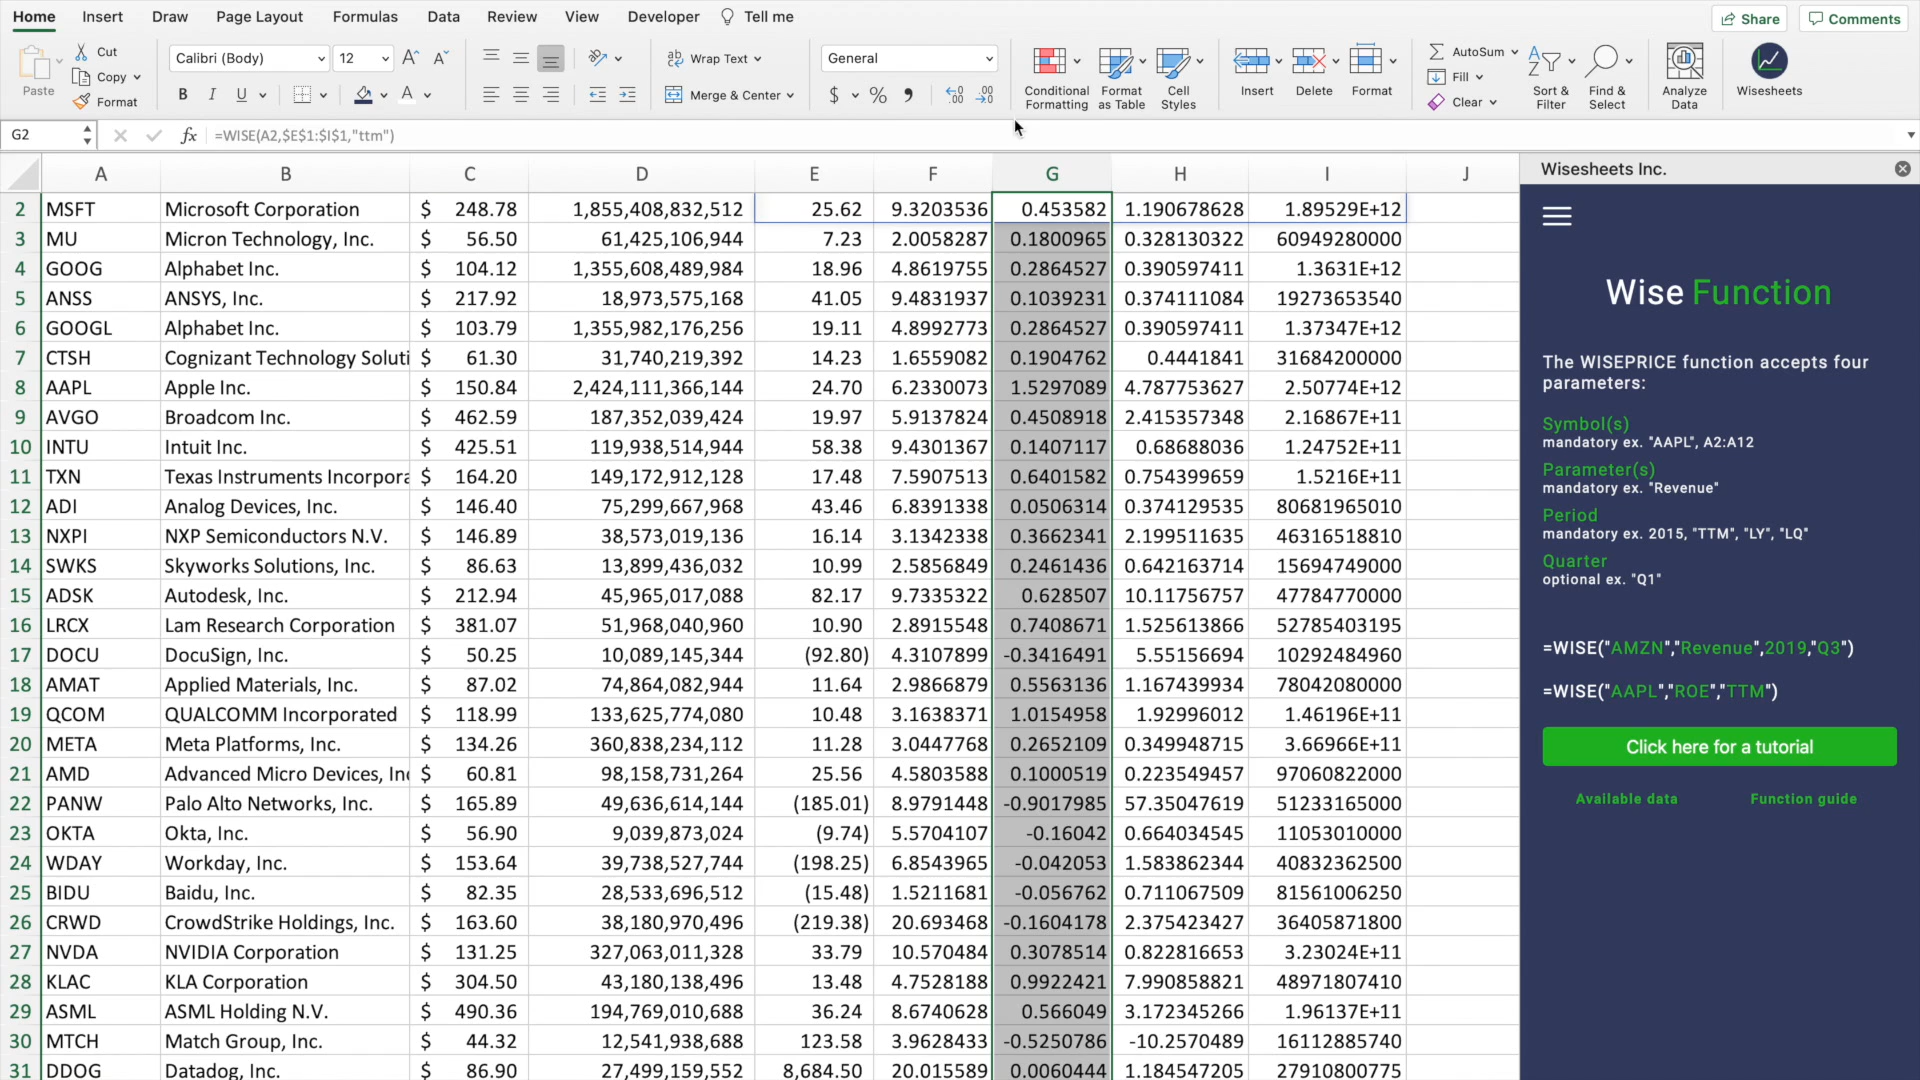 Home Insert Draw Page Layout Formulas Data Review View Developer Tell me Share Comments
Paste Cut Copy Format
Calibri (Body) 12
B I U A
Wrap Text
Merge & Center
General
$ %
Conditional Formatting Format as Table Cell Styles
Insert Delete Format
AutoSum Fill Clear
Sort & Filter Find & Select
Analyze Data
Wisesheets
G2 fx =WISE(A2,$E$1:$I$1,"ttm")
A B C D E F G H I J
2 MSFT Microsoft Corporation $ 248.78 1,855,408,832,512 25.62 9.3203536 0.453582 1.190678628 1.89529E+12
3 MU Micron Technology, Inc. $ 56.50 61,425,106,944 7.23 2.0058287 0.1800965 0.328130322 60949280000
4 GOOG Alphabet Inc. $ 104.12 1,355,608,489,984 18.96 4.8619755 0.2864527 0.390597411 1.3631E+12
5 ANSS ANSYS, Inc. $ 217.92 18,973,575,168 41.05 9.4831937 0.1039231 0.374111084 19273653540
6 GOOGL Alphabet Inc. $ 103.79 1,355,982,176,256 19.11 4.8992773 0.2864527 0.390597411 1.37347E+12
7 CTSH Cognizant Technology Soluti $ 61.30 31,740,219,392 14.23 1.6559082 0.1904762 0.4441841 31684200000
8 AAPL Apple Inc. $ 150.84 2,424,111,366,144 24.70 6.2330073 1.5297089 4.787753627 2.50774E+12
9 AVGO Broadcom Inc. $ 462.59 187,352,039,424 19.97 5.9137824 0.4508918 2.415357348 2.16867E+11
10 INTU Intuit Inc. $ 425.51 119,938,514,944 58.38 9.4301367 0.1407117 0.68688036 1.24752E+11
11 TXN Texas Instruments Incorpora $ 164.20 149,172,912,128 17.48 7.5907513 0.6401582 0.754399659 1.5216E+11
12 ADI Analog Devices, Inc. $ 146.40 75,299,667,968 43.46 6.8391338 0.0506314 0.374129535 80681965010
13 NXPI NXP Semiconductors N.V. $ 146.89 38,573,019,136 16.14 3.1342338 0.3662341 2.199511635 46316518810
14 SWKS Skyworks Solutions, Inc. $ 86.63 13,899,436,032 10.99 2.5856849 0.2461436 0.642163714 15694749000
15 ADSK Autodesk, Inc. $ 212.94 45,965,017,088 82.17 9.7335322 0.628507 10.11756757 47784770000
16 LRCX Lam Research Corporation $ 381.07 51,968,040,960 10.90 2.8915548 0.7408671 1.525613866 52785403195
17 DOCU DocuSign, Inc. $ 50.25 10,089,145,344 (92.80) 4.3107899 -0.3416491 5.55156694 10292484960
18 AMAT Applied Materials, Inc. $ 87.02 74,864,082,944 11.64 2.9866879 0.5563136 1.167439934 78042080000
19 QCOM QUALCOMM Incorporated $ 118.99 133,625,774,080 10.48 3.1638371 1.0154958 1.92996012 1.46196E+11
20 META Meta Platforms, Inc. $ 134.26 360,838,234,112 11.28 3.0447768 0.2652109 0.349948715 3.66966E+11
21 AMD Advanced Micro Devices, Inc $ 60.81 98,158,731,264 25.56 4.5803588 0.1000519 0.223549457 97060822000
22 PANW Palo Alto Networks, Inc. $ 165.89 49,636,614,144 (185.01) 8.9791448 -0.9017985 57.35047619 51233165000
23 OKTA Okta, Inc. $ 56.90 9,039,873,024 (9.74) 5.5704107 -0.16042 0.664034545 11053010000
24 WDAY Workday, Inc. $ 153.64 39,738,527,744 (198.25) 6.8543965 -0.042053 1.583862344 40832362500
25 BIDU Baidu, Inc. $ 82.35 28,533,696,512 (15.48) 1.5211681 -0.056762 0.711067509 81561006250
26 CRWD CrowdStrike Holdings, Inc. $ 163.60 38,180,970,496 (219.38) 20.693468 -0.1604178 2.375423427 36405871800
27 NVDA NVIDIA Corporation $ 131.25 327,063,011,328 33.79 10.570484 0.3078514 0.822816653 3.23024E+11
28 KLAC KLA Corporation $ 304.50 43,180,138,496 13.48 4.7528188 0.9922421 7.990858821 48971807410
29 ASML ASML Holding N.V. $ 490.36 194,769,010,688 36.24 8.6740628 0.566049 3.172345266 1.96137E+11
30 MTCH Match Group, Inc. $ 44.32 12,541,938,688 123.58 3.9628433 -0.5250786 -10.2570489 16112885740
31 DDOG Datadog, Inc. $ 86.90 27,499,159,552 8,684.50 20.015589 0.0060444 1.184547205 27910800775
Wisesheets Inc.
Wise Function
The WISEPRICE function accepts four
parameters:
Symbol(s)
mandatory ex. "AAPL", A2:A12
Parameter(s)
mandatory ex. "Revenue"
Period
mandatory ex. 2015, "TTM", "LY", "LQ"
Quarter
optional ex. "Q1"
=WISE("AMZN","Revenue",2019,"Q3")
=WISE("AAPL","ROE","TTM")
Click here for a tutorial
Available data Function guide